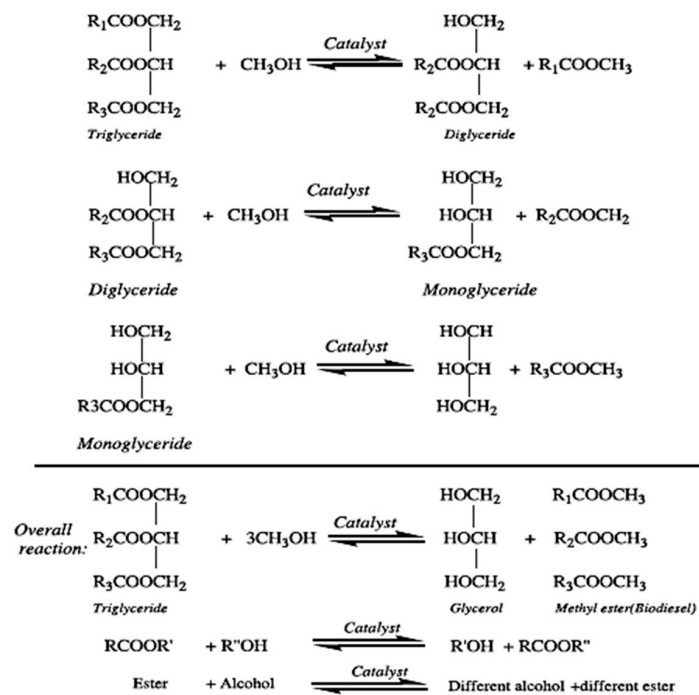 R₁COOCH₂ HOCH₂
Catalyst
R₂COOCH + CH₃OH R₂COOCH + R₁COOCH₃
R₃COOCH₂ R₂COOCH₂
Triglyceride Diglyceride
HOCH₂ HOCH₂
Catalyst
R₂COOCH + CH₃OH HOCH + R₂COOCH₂
R₃COOCH₂ R₃COOCH₂
Diglyceride Monoglyceride
HOCH₂ HOCH
Catalyst
HOCH + CH₃OH HOCH + R₃COOCH₃
R3COOCH₂ HOCH₂
Monoglyceride
R₁COOCH₂ HOCH₂ R₁COOCH₃
Catalyst
Overall
reaction: R₂COOCH + 3CH₃OH HOCH + R₂COOCH₃
R₃COOCH₂ HOCH₂ R₃COOCH₃
Triglyceride Glycerol Methyl ester(Biodiesel)
Catalyst
RCOOR' + R"OH R'OH + RCOOR"
Catalyst
Ester + Alcohol Different alcohol +different ester